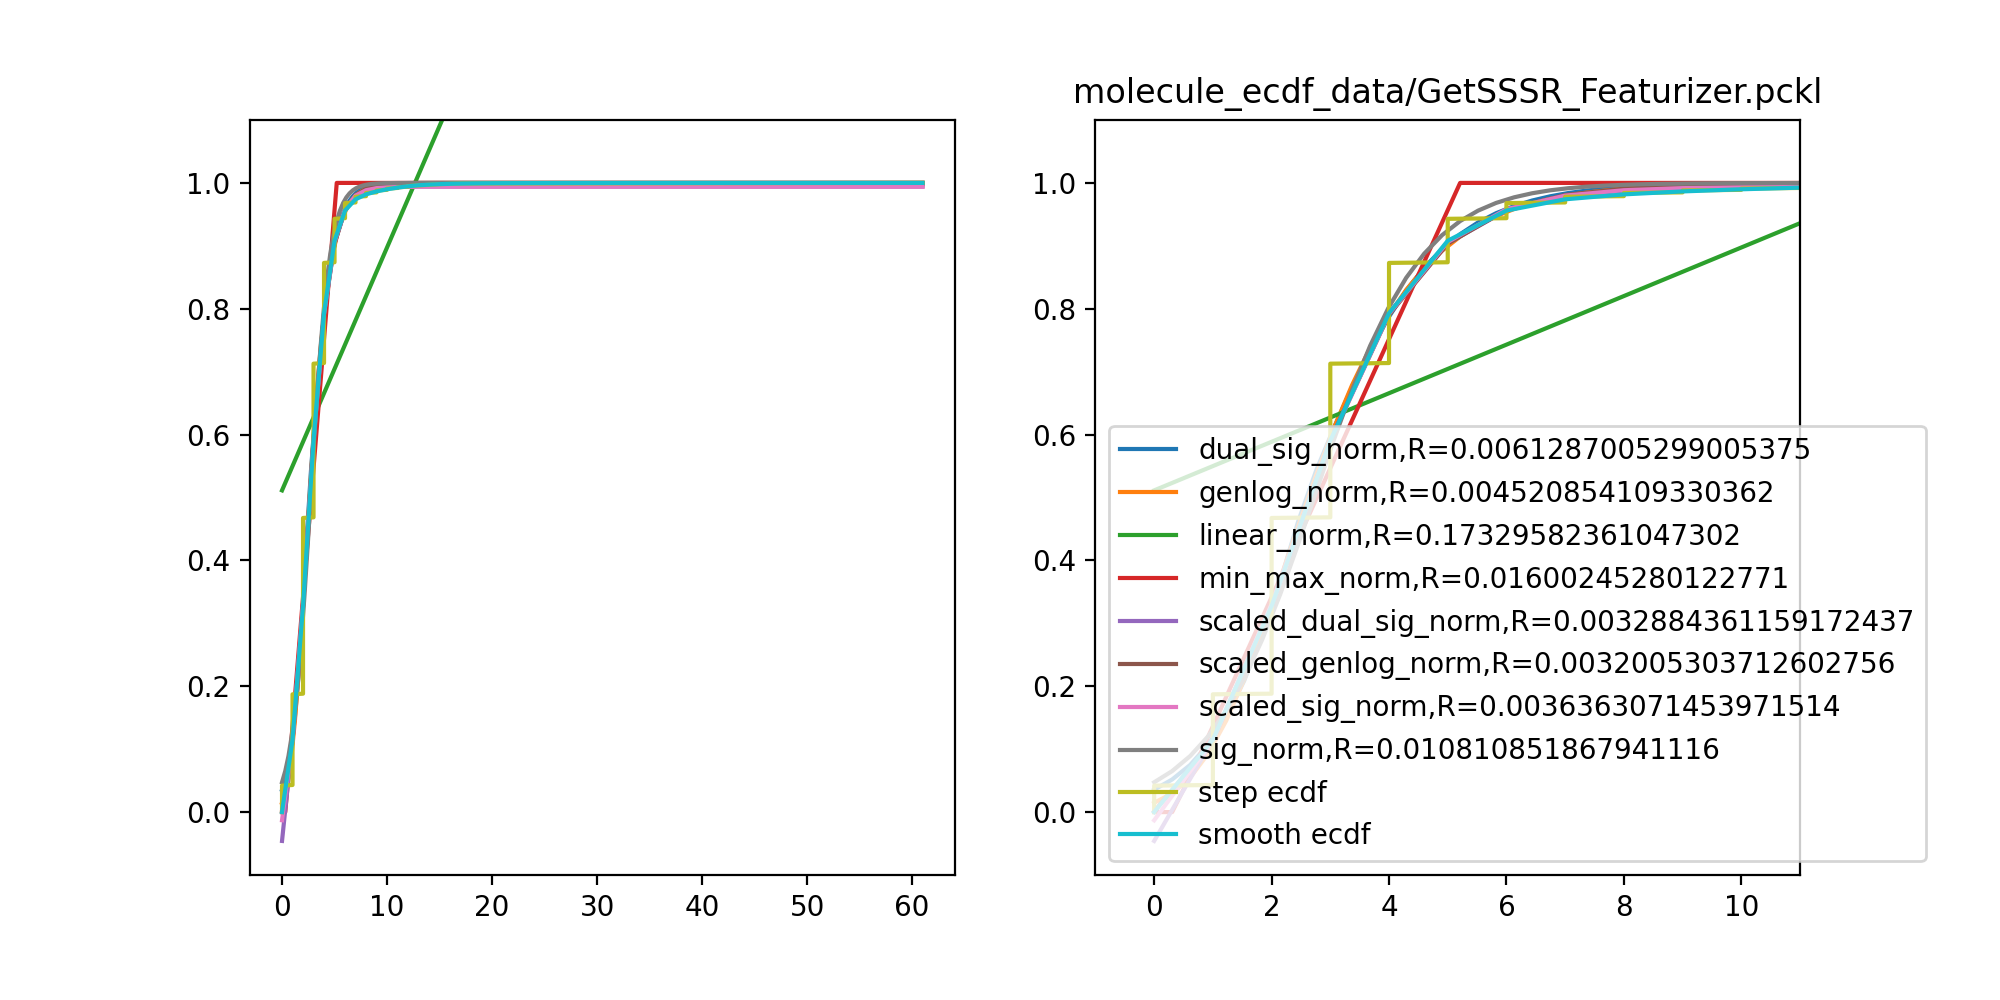 molecule_ecdf_data/GetSSSR_Featurizer.pckl
1.0
0.8
0.6
0.4
0.2
0.0
0 10 20 30 40 50 60
1.0
0.8
0.6
0.4
0.2
0.0
dual_sig_norm,R=0.0061287005299005375
genlog_norm,R=0.004520854109330362
linear_norm,R=0.17329582361047302
min_max_norm,R=0.01600245280122771
scaled_dual_sig_norm,R=0.0032884361159172437
scaled_genlog_norm,R=0.0032005303712602756
scaled_sig_norm,R=0.0036363071453971514
sig_norm,R=0.010810851867941116
step ecdf
smooth ecdf
0 2 4 6 8 10